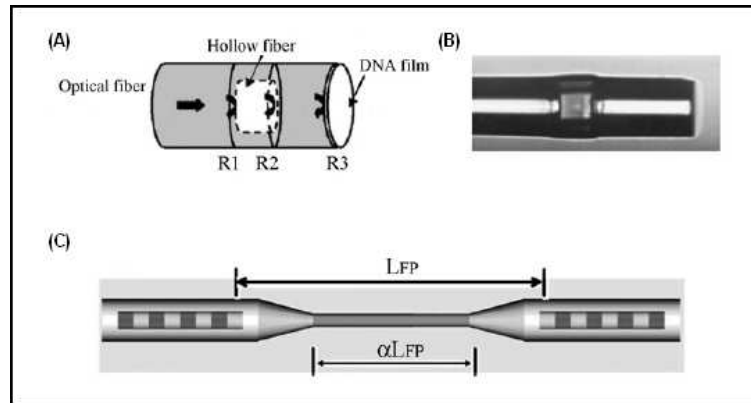 (A)
Hollow fiber
DNA film
Optical fiber
R1
R2
R3
(B)
(C)
LFP
αLFP